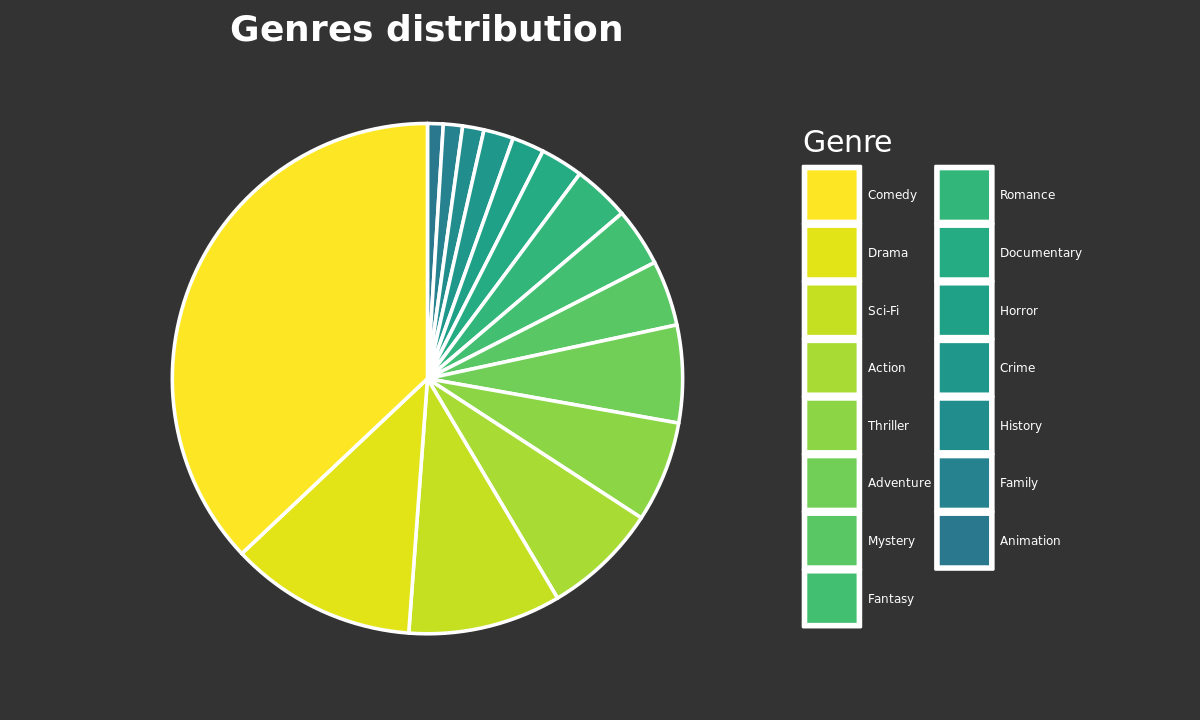 Genres distribution
Genre
Comedy
Drama
Sci-Fi
Action
Thriller
Adventure
Mystery
Fantasy
Romance
Documentary
Horror
Crime
History
Family
Animation